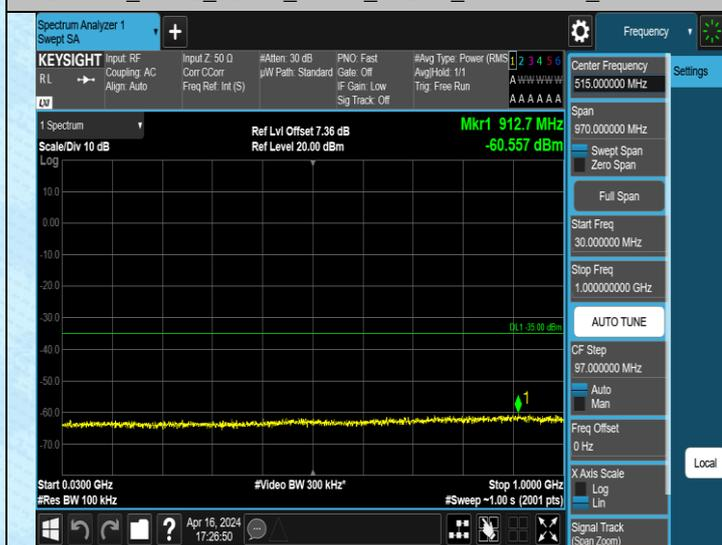 Spectrum Analyzer 1
Swept SA
+
Frequency
KEYSIGHT
RL
LXI
Input: RF
Coupling: AC
Align: Auto
Input Z: 50 Ω
Corr CCorr
Freq Ref: Int (S)
#Atten: 30 dB
µW Path: Standard
PNO: Fast
Gate: Off
IF Gain: Low
Sig Track: Off
#Avg Type: Power (RMS
Avg|Hold: 1/1
Trig: Free Run
1 2 3 4 5 6
A W W W W W
A A A A A A
1 Spectrum
Scale/Div 10 dB
Log
Ref Lvl Offset 7.36 dB
Ref Level 20.00 dBm
Mkr1 912.7 MHz
-60.557 dBm
10.0
0.00
-10.0
-20.0
-30.0
DL1 -35.00 dBm
-40.0
-50.0
1
-60.0
-70.0
Start 0.0300 GHz
#Res BW 100 kHz
#Video BW 300 kHz*
Stop 1.0000 GHz
#Sweep ~1.00 s (2001 pts)
?
Apr 16, 2024
17:26:50
Center Frequency
515.000000 MHz
Settings
Span
970.000000 MHz
Swept Span
Zero Span
Full Span
Start Freq
30.000000 MHz
Stop Freq
1.000000000 GHz
AUTO TUNE
CF Step
97.000000 MHz
Auto
Man
Freq Offset
0 Hz
Local
X Axis Scale
Log
Lin
Signal Track
(Span Zoom)